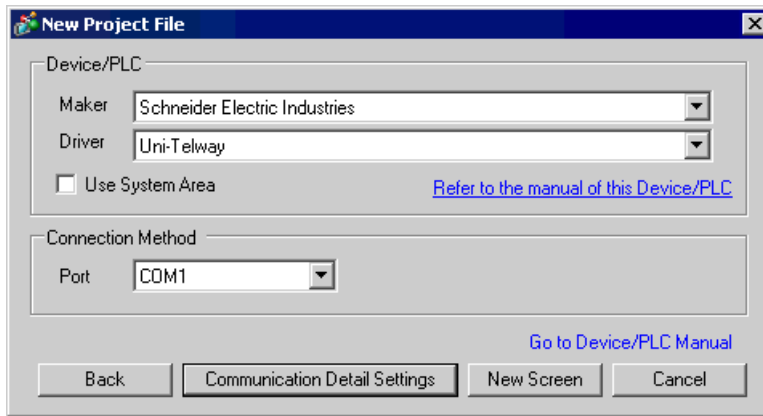 New Project File
Device/PLC
Maker Schneider Electric Industries
Driver Uni-Telway
Use System Area Refer to the manual of this Device/PLC
Connection Method
Port COM1
Go to Device/PLC Manual
Back Communication Detail Settings New Screen Cancel